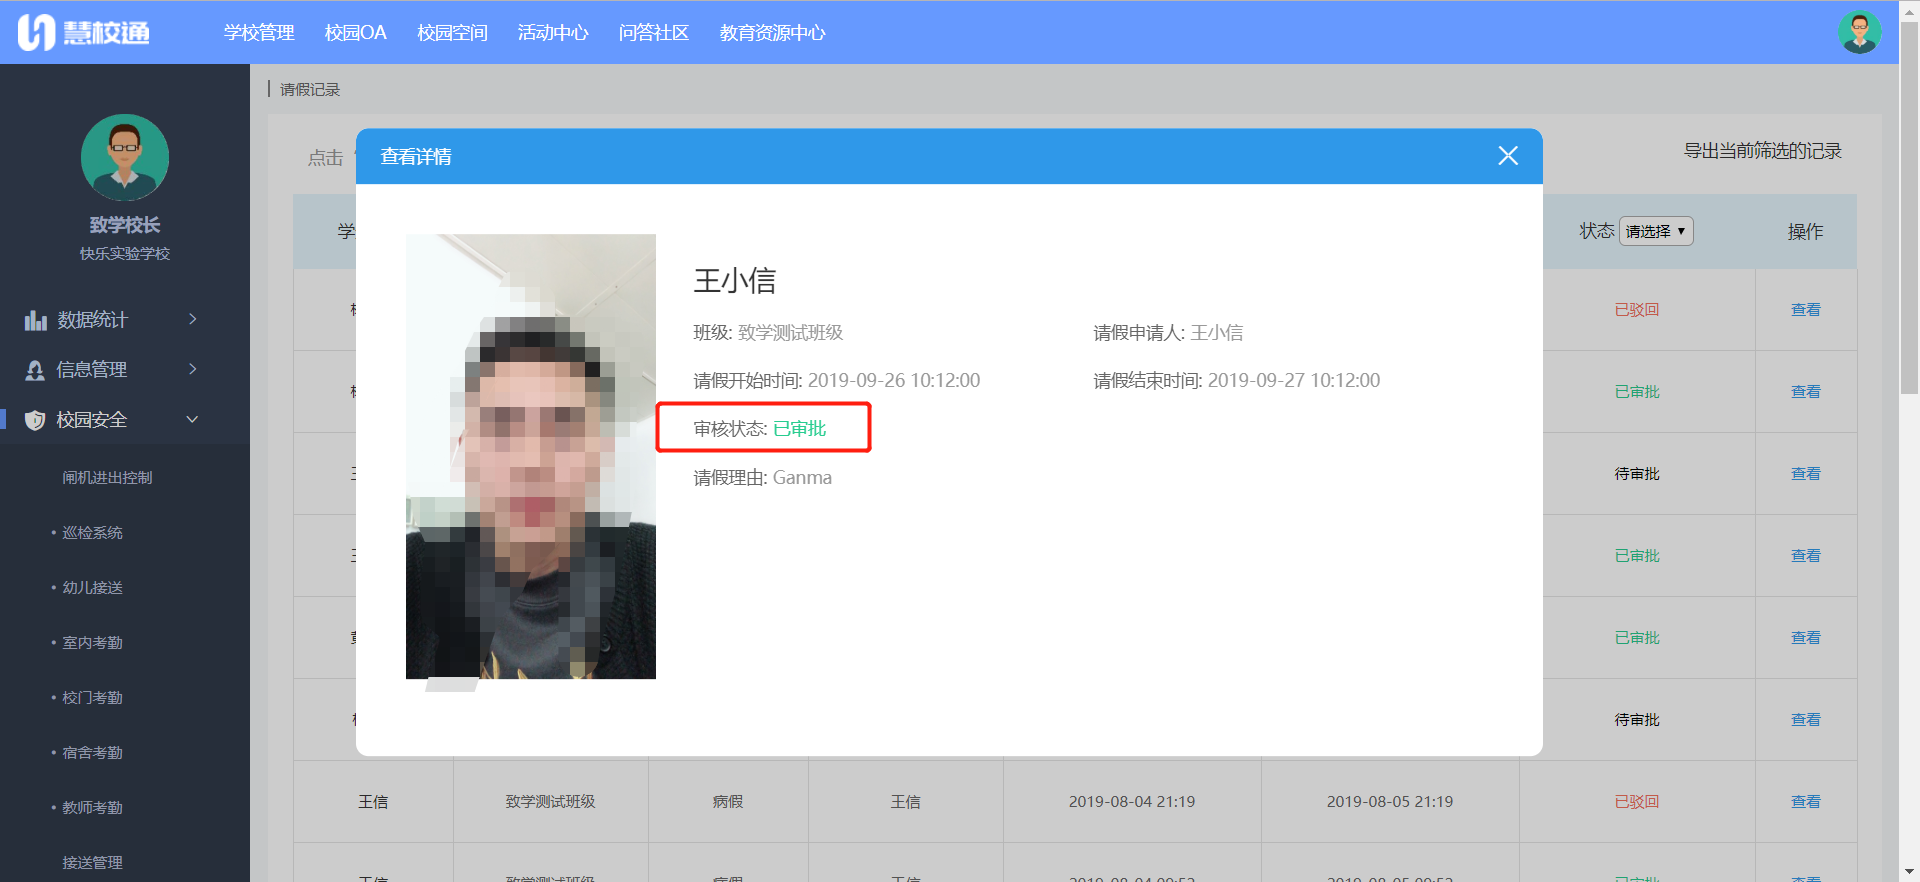 慧校通
学校管理 校园OA 校园空间 活动中心 问答社区 教育资源中心
致学校长
快乐实验学校
数据统计
信息管理
校园安全
闸机进出控制
• 巡检系统
• 幼儿接送
• 室内考勤
• 校门考勤
• 宿舍考勤
• 教师考勤
接送管理
请假记录
点击
导出当前筛选的记录
学 状态 请选择 操作
已驳回 查看
已审批 查看
待审批 查看
已审批 查看
已审批 查看
待审批 查看
查看详情
王小信
班级: 致学测试班级 请假申请人: 王小信
请假开始时间: 2019-09-26 10:12:00 请假结束时间: 2019-09-27 10:12:00
审核状态: 已审批
请假理由: Ganma
王信 致学测试班级 病假 王信 2019-08-04 21:19 2019-08-05 21:19 已驳回 查看